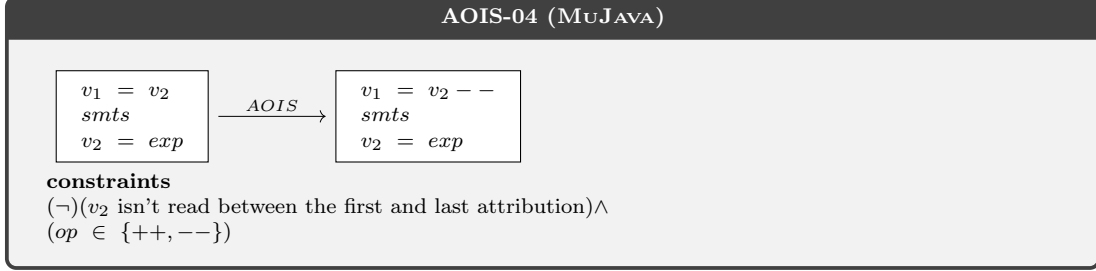 AOIS-04 (MuJava)
v₁ = v₂
smts
v₂ = exp
AOIS
v₁ = v₂ − −
smts
v₂ = exp
constraints
(¬)(v₂ isn't read between the first and last attribution)∧
(op ∈ {++, −−})